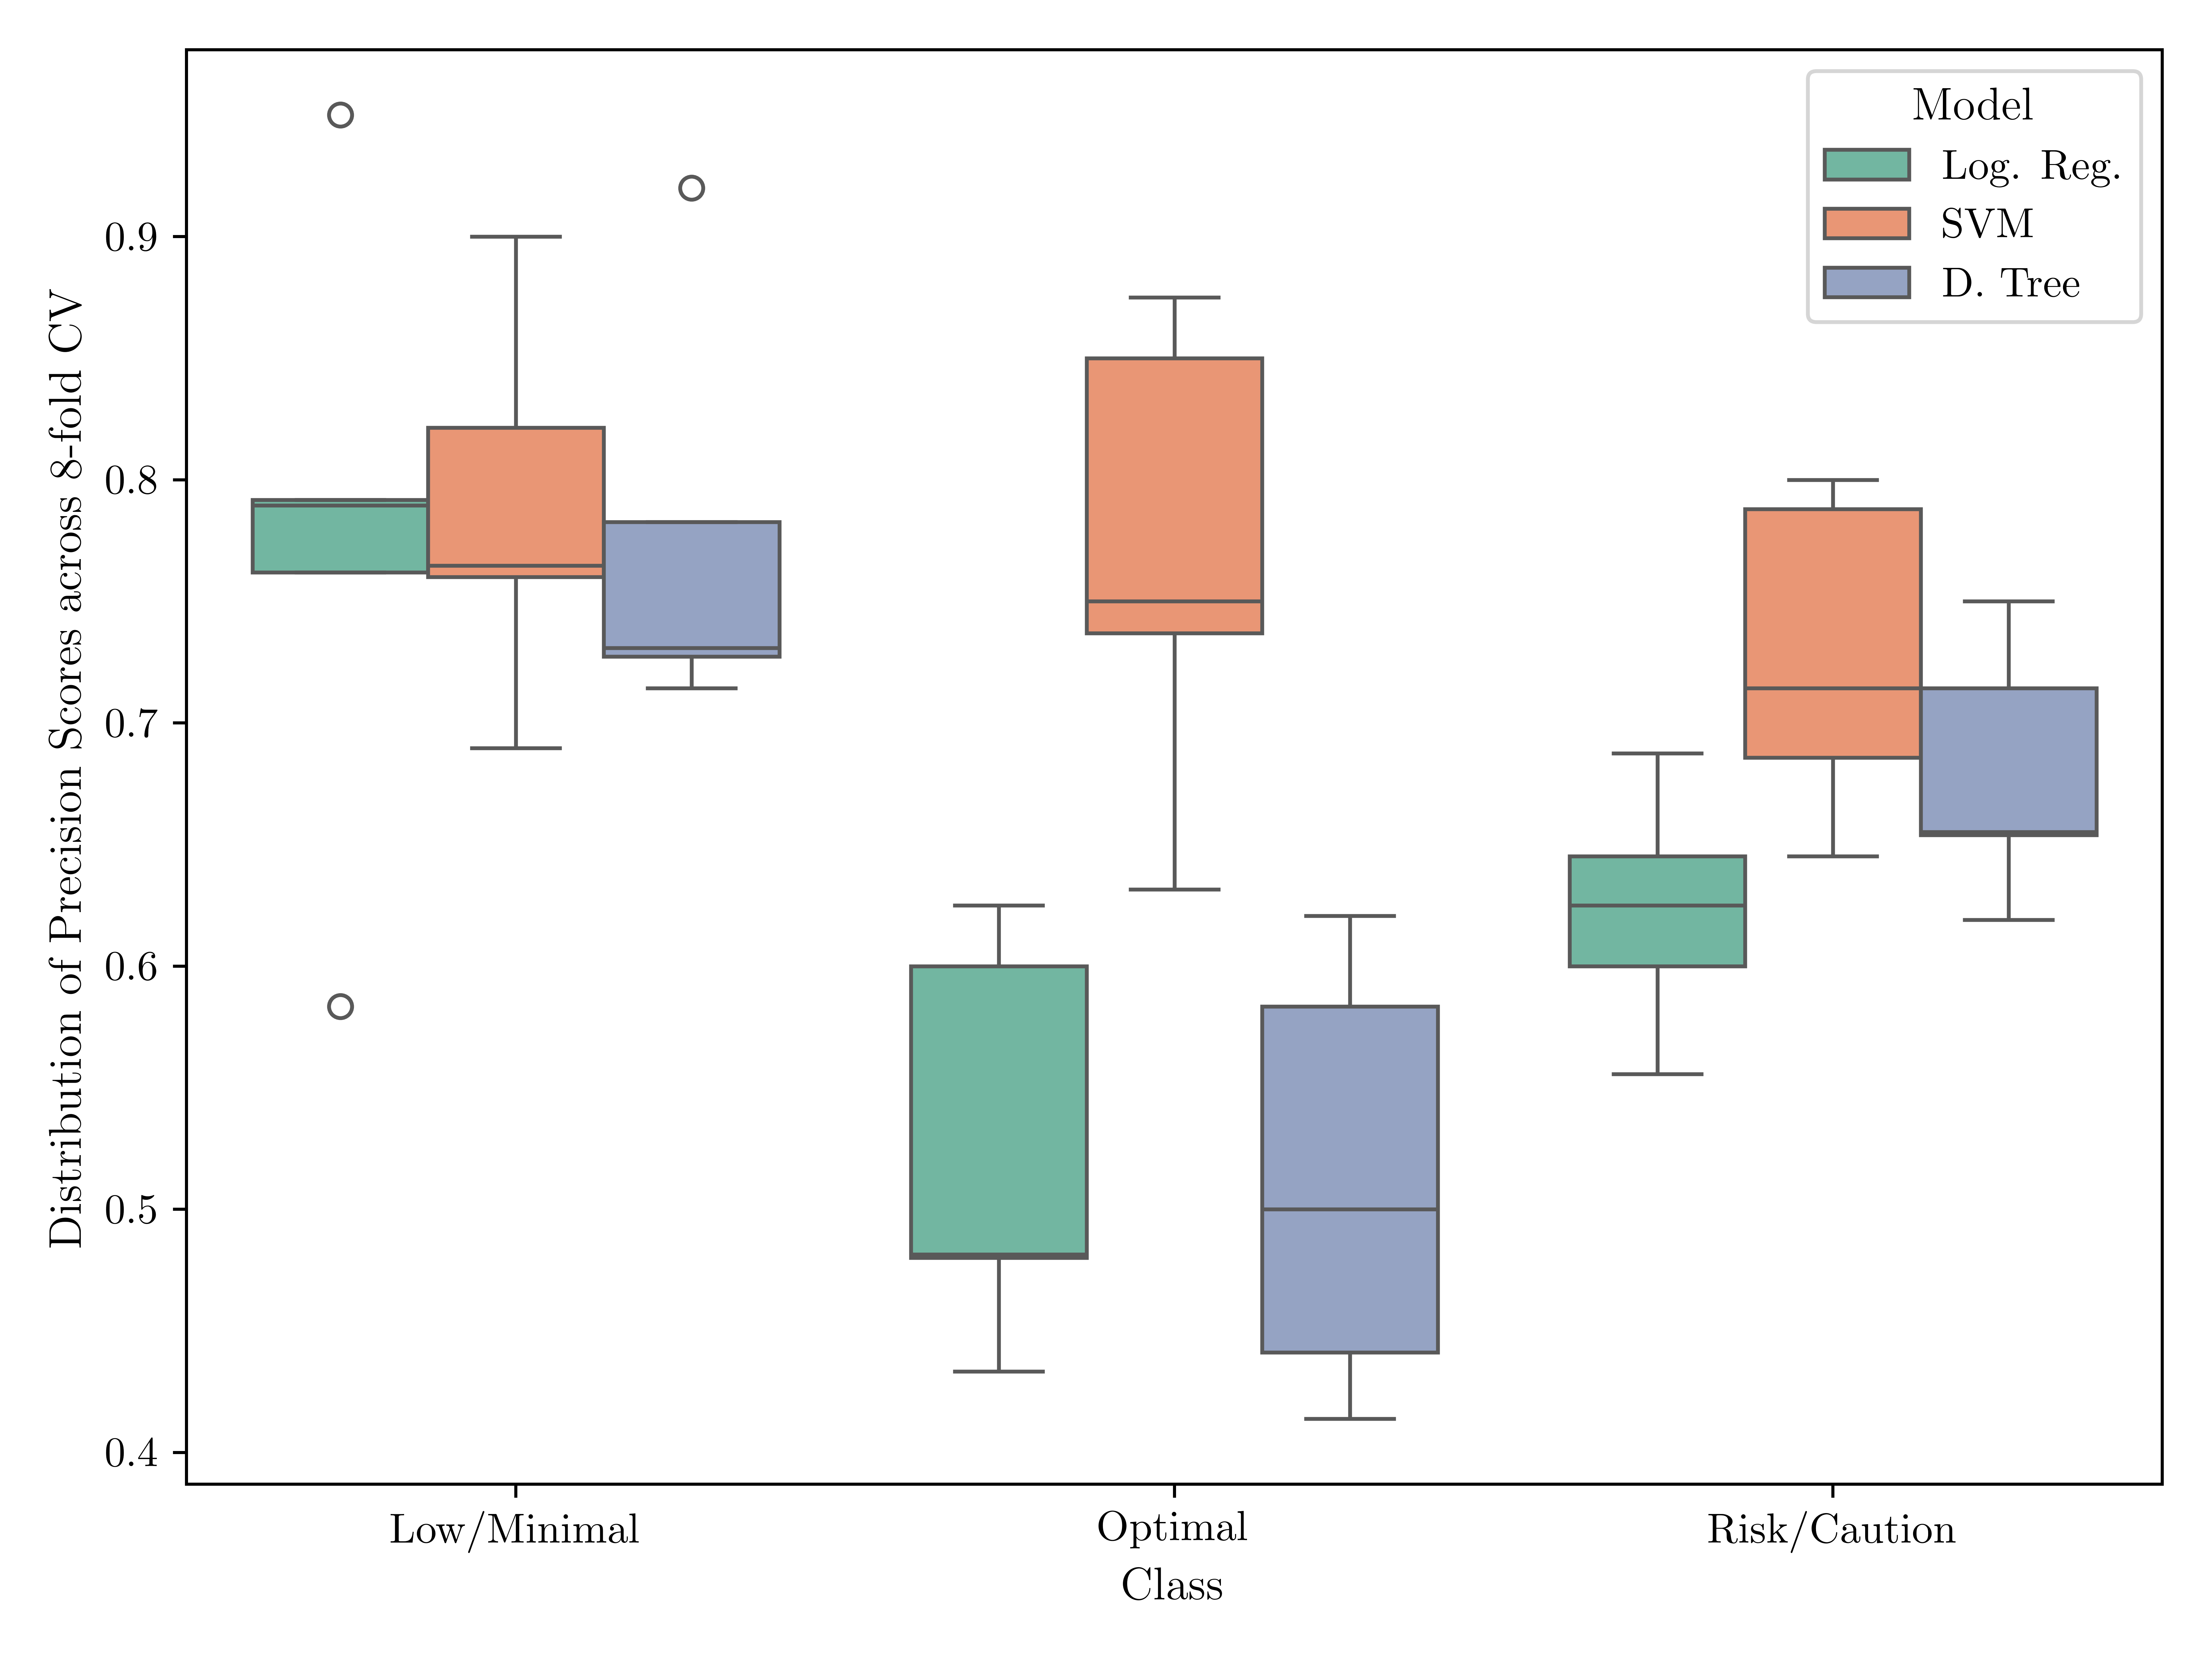 Distribution of Precision Scores across 8-fold CV
0.9
0.8
0.7
0.6
0.5
0.4
Model
Log. Reg.
SVM
D. Tree
Low/Minimal
Optimal
Risk/Caution
Class